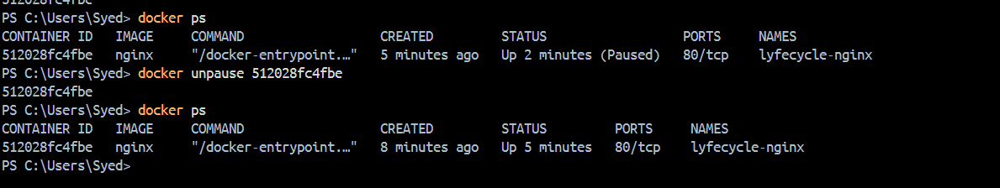 512028fc4fbe
PS C:\Users\Syed> docker ps
CONTAINER ID   IMAGE     COMMAND                  CREATED         STATUS                  PORTS     NAMES
512028fc4fbe   nginx     "/docker-entrypoint.…"   5 minutes ago   Up 2 minutes (Paused)   80/tcp    lyfecycle-nginx
PS C:\Users\Syed> docker unpause 512028fc4fbe
512028fc4fbe
PS C:\Users\Syed> docker ps
CONTAINER ID   IMAGE     COMMAND                  CREATED         STATUS         PORTS     NAMES
512028fc4fbe   nginx     "/docker-entrypoint.…"   8 minutes ago   Up 5 minutes   80/tcp    lyfecycle-nginx
PS C:\Users\Syed>